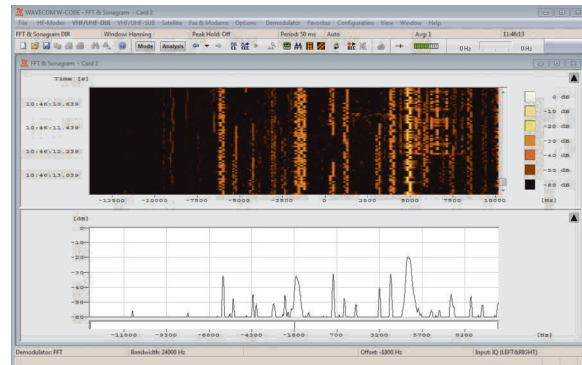 WAVECOM W-CODE - FFT & Sonagram - Card 2
File HF-Modes VHF/UHF-DIR VHF/UHF-SUB Satellite Fax & Modems Options Demodulator Favorites Configuration View Window Help
FFT & Sonagram DIR Window: Hanning Peak Hold: Off Period: 50 ms Auto Avg: 1 11:46:13
Mode Analysis 0 Hz 0 Hz
FFT & Sonagram - Card 2
Time [s]
10:46:10.639
10:46:11.439
10:46:12.239
10:46:13.039
0 dB
-10 dB
-20 dB
-30 dB
-40 dB
-50 dB
-60 dB
-12500 -10000 -7500 -5000 -2500 0 2500 5000 7500 10000 [Hz]
[dB]
0
-10
-20
-30
-40
-50
-60
-11800 -9300 -6800 -4300 -1800 700 3200 5700 8200 [Hz]
Demodulator: FFT Bandwidth: 24000 Hz Offset: -1800 Hz Input: IQ (LEFT&RIGHT)